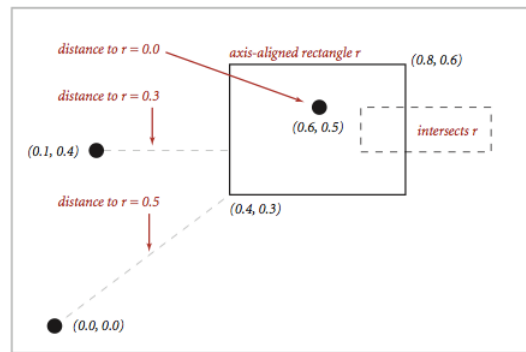 distance to r = 0.0
axis-aligned rectangle r
(0.8, 0.6)
distance to r = 0.3
(0.6, 0.5)
intersects r
(0.1, 0.4)
distance to r = 0.5
(0.4, 0.3)
(0.0, 0.0)